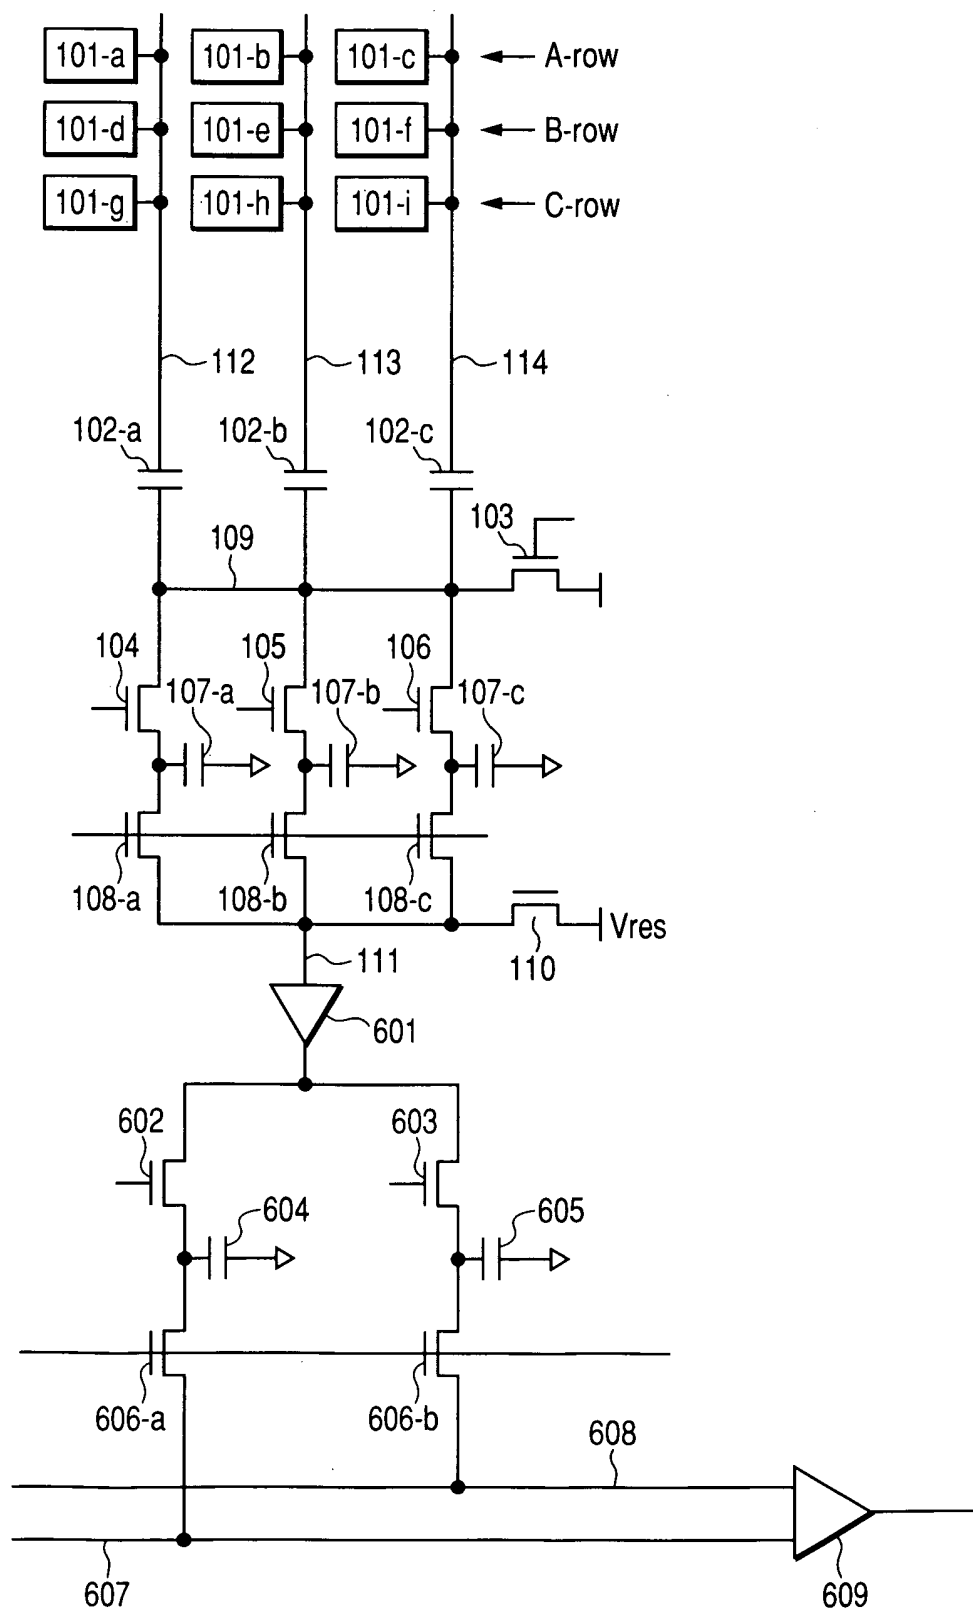 101-a 101-b 101-c A-row
101-d 101-e 101-f B-row
101-g 101-h 101-i C-row
112 113 114
102-a 102-b 102-c
103
109
104 105 106
107-a 107-b 107-c
108-a 108-b 108-c
Vres
110
111
601
602 603
604 605
606-a 606-b
608
607 609